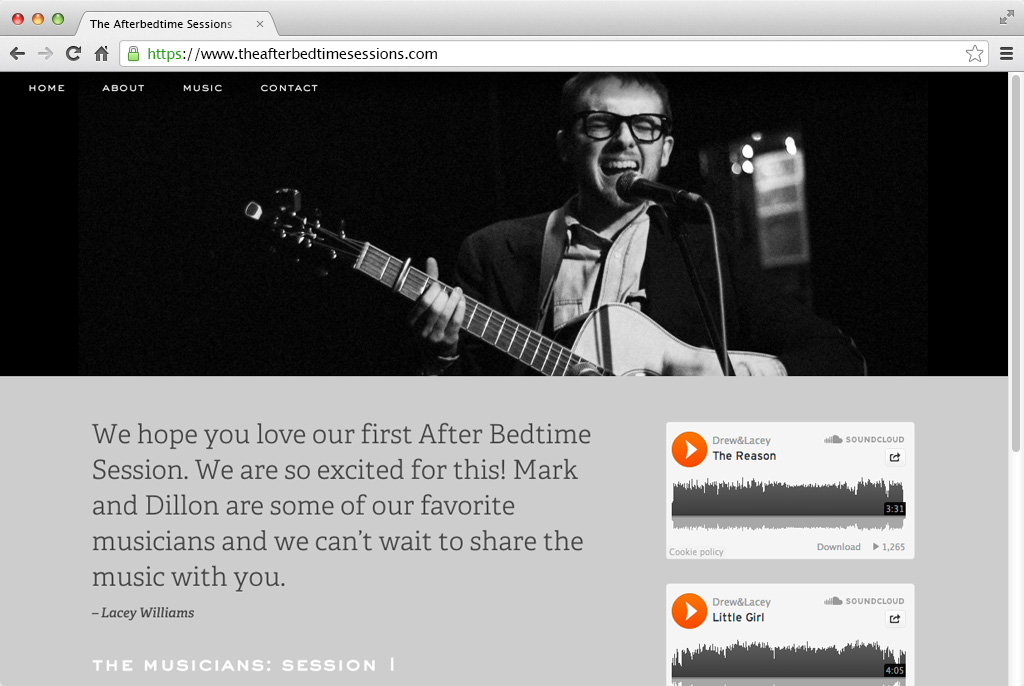 The Afterbedtime Sessions
https://www.theafterbedtimesessions.com
HOME ABOUT MUSIC CONTACT
We hope you love our first After Bedtime
Session. We are so excited for this! Mark
and Dillon are some of our favorite
musicians and we can't wait to share the
music with you.
– Lacey Williams
THE MUSICIANS: SESSION I
Drew&Lacey
SOUNDCLOUD
The Reason
3:31
Cookie policy
Download
1,265
Drew&Lacey
SOUNDCLOUD
Little Girl
4:05